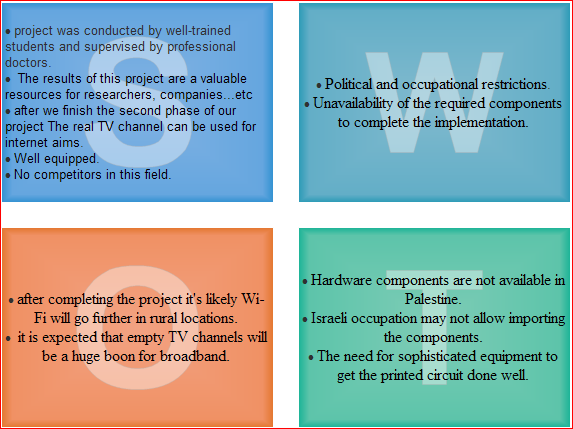 S
• project was conducted by well-trained
students and supervised by professional
doctors.
• The results of this project are a valuable
resources for researchers, companies...etc
• after we finish the second phase of our
project The real TV channel can be used for
internet aims.
• Well equipped.
• No competitors in this field.
W
• Political and occupational restrictions.
• Unavailability of the required components
to complete the implementation.
O
• after completing the project it's likely Wi-
Fi will go further in rural locations.
• it is expected that empty TV channels will
be a huge boon for broadband.
T
• Hardware components are not available in
Palestine.
• Israeli occupation may not allow importing
the components.
• The need for sophisticated equipment to
get the printed circuit done well.